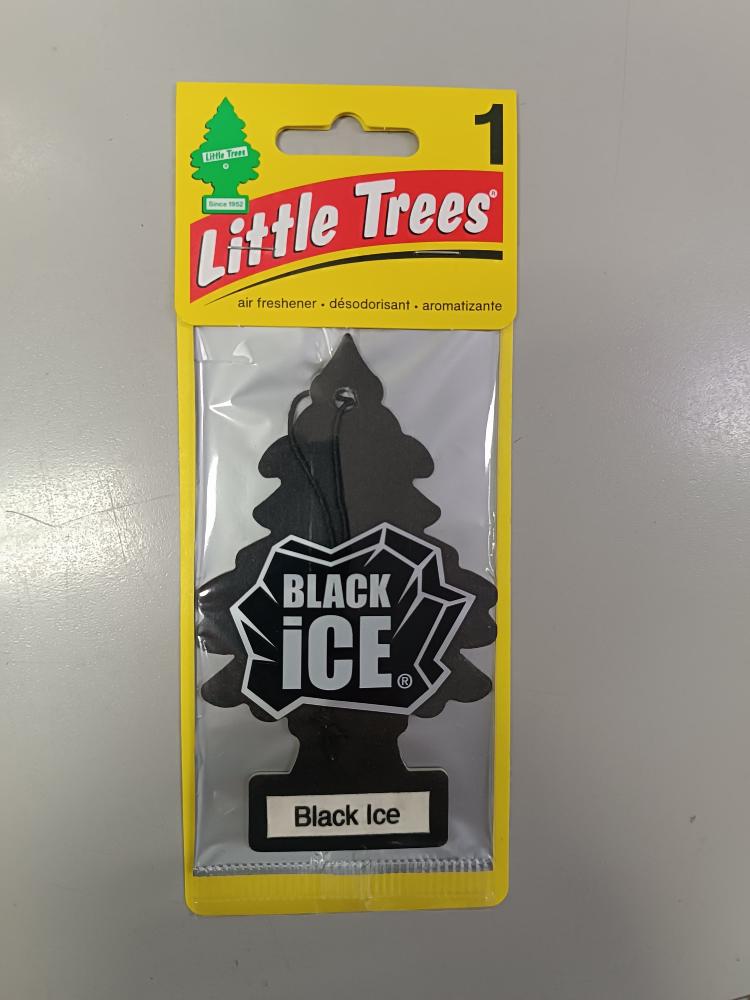 1
Little Trees
Since 1952
Little Trees®
air freshener • désodorisant • aromatizante
BLACK
iCE®
Black Ice